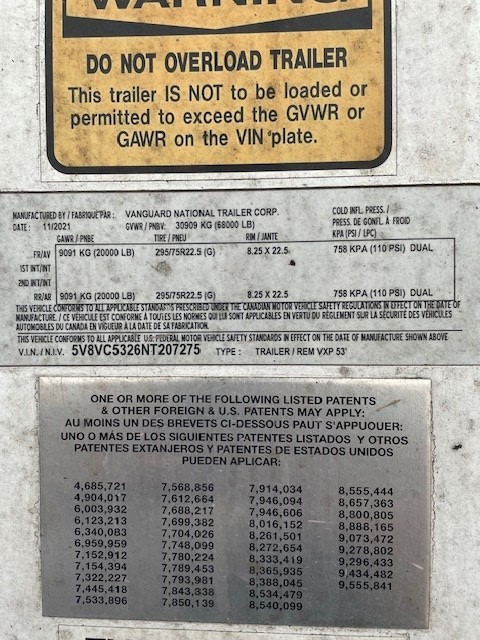 WARNING
DO NOT OVERLOAD TRAILER
This trailer IS NOT to be loaded or
permitted to exceed the GVWR or
GAWR on the VIN plate.
MANUFACTURED BY / FABRIQUE PAR: VANGUARD NATIONAL TRAILER CORP. COLD INFL. PRESS. /
DATE: 11/2021 GVWR / PNBV: 30909 KG (68000 LB) PRESS. DE GONFL. À FROID
GAWR / PNBE TIRE / PNEU RIM / JANTE KPA (PSI / LPC)
FR/AV 9091 KG (20000 LB) 295/75R22.5 (G) 8.25 X 22.5 758 KPA (110 PSI) DUAL
1ST INT/INT
2ND INT/INT
RR/AR 9091 KG (20000 LB) 295/75R22.5 (G) 8.25 X 22.5 758 KPA (110 PSI) DUAL
THIS VEHICLE CONFORMS TO ALL APPLICABLE STANDARDS PRESCRIBED UNDER THE CANADIAN MOTOR VEHICLE SAFETY REGULATIONS IN EFFECT ON THE DATE OF
MANUFACTURE. / CE VÉHICULE EST CONFORME À TOUTES LES NORMES QUI LUI SONT APPLICABLES EN VERTU DU RÈGLEMENT SUR LA SÉCURITÉ DES VÉHICULES
AUTOMOBILES DU CANADA EN VIGUEUR À LA DATE DE SA FABRICATION.
THIS VEHICLE CONFORMS TO ALL APPLICABLE U.S. FEDERAL MOTOR VEHICLE SAFETY STANDARDS IN EFFECT ON THE DATE OF MANUFACTURE SHOWN ABOVE
V.I.N. / N.I.V. 5V8VC5326NT207275 TYPE: TRAILER / REM VXP 53'
ONE OR MORE OF THE FOLLOWING LISTED PATENTS
& OTHER FOREIGN & U.S. PATENTS MAY APPLY:
AU MOINS UN DES BREVETS CI-DESSOUS PAUT S'APPUOUER:
UNO O MÁS DE LOS SIGUIENTES PATENTES LISTADOS Y OTROS
PATENTES EXTANJEROS Y PATENTES DE ESTADOS UNIDOS
PUEDEN APLICAR:
4,685,721 7,568,856 7,914,034 8,555,444
4,904,017 7,612,664 7,946,094 8,657,363
6,003,932 7,688,217 7,946,606 8,800,805
6,123,213 7,699,382 8,016,152 8,888,165
6,340,083 7,704,026 8,261,501 9,073,472
6,959,959 7,748,099 8,272,654 9,278,802
7,152,912 7,780,224 8,333,419 9,296,433
7,154,394 7,789,453 8,365,935 9,434,482
7,322,227 7,793,981 8,388,045 9,555,841
7,445,418 7,843,338 8,534,479
7,533,896 7,850,139 8,540,099